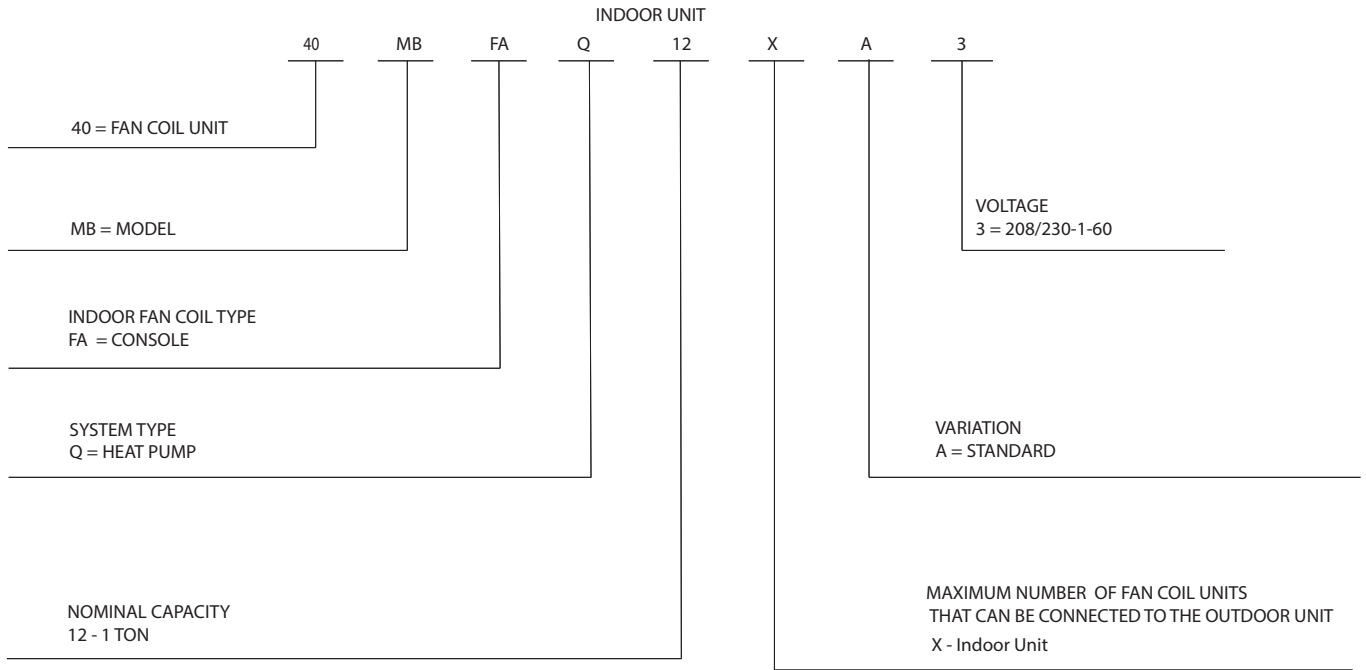 INDOOR UNIT
40 MB FA Q 12 X A 3
40 = FAN COIL UNIT
VOLTAGE
3 = 208/230-1-60
MB = MODEL
INDOOR FAN COIL TYPE
FA = CONSOLE
SYSTEM TYPE
Q = HEAT PUMP
VARIATION
A = STANDARD
NOMINAL CAPACITY
12 - 1 TON
MAXIMUM NUMBER OF FAN COIL UNITS
THAT CAN BE CONNECTED TO THE OUTDOOR UNIT
X - Indoor Unit